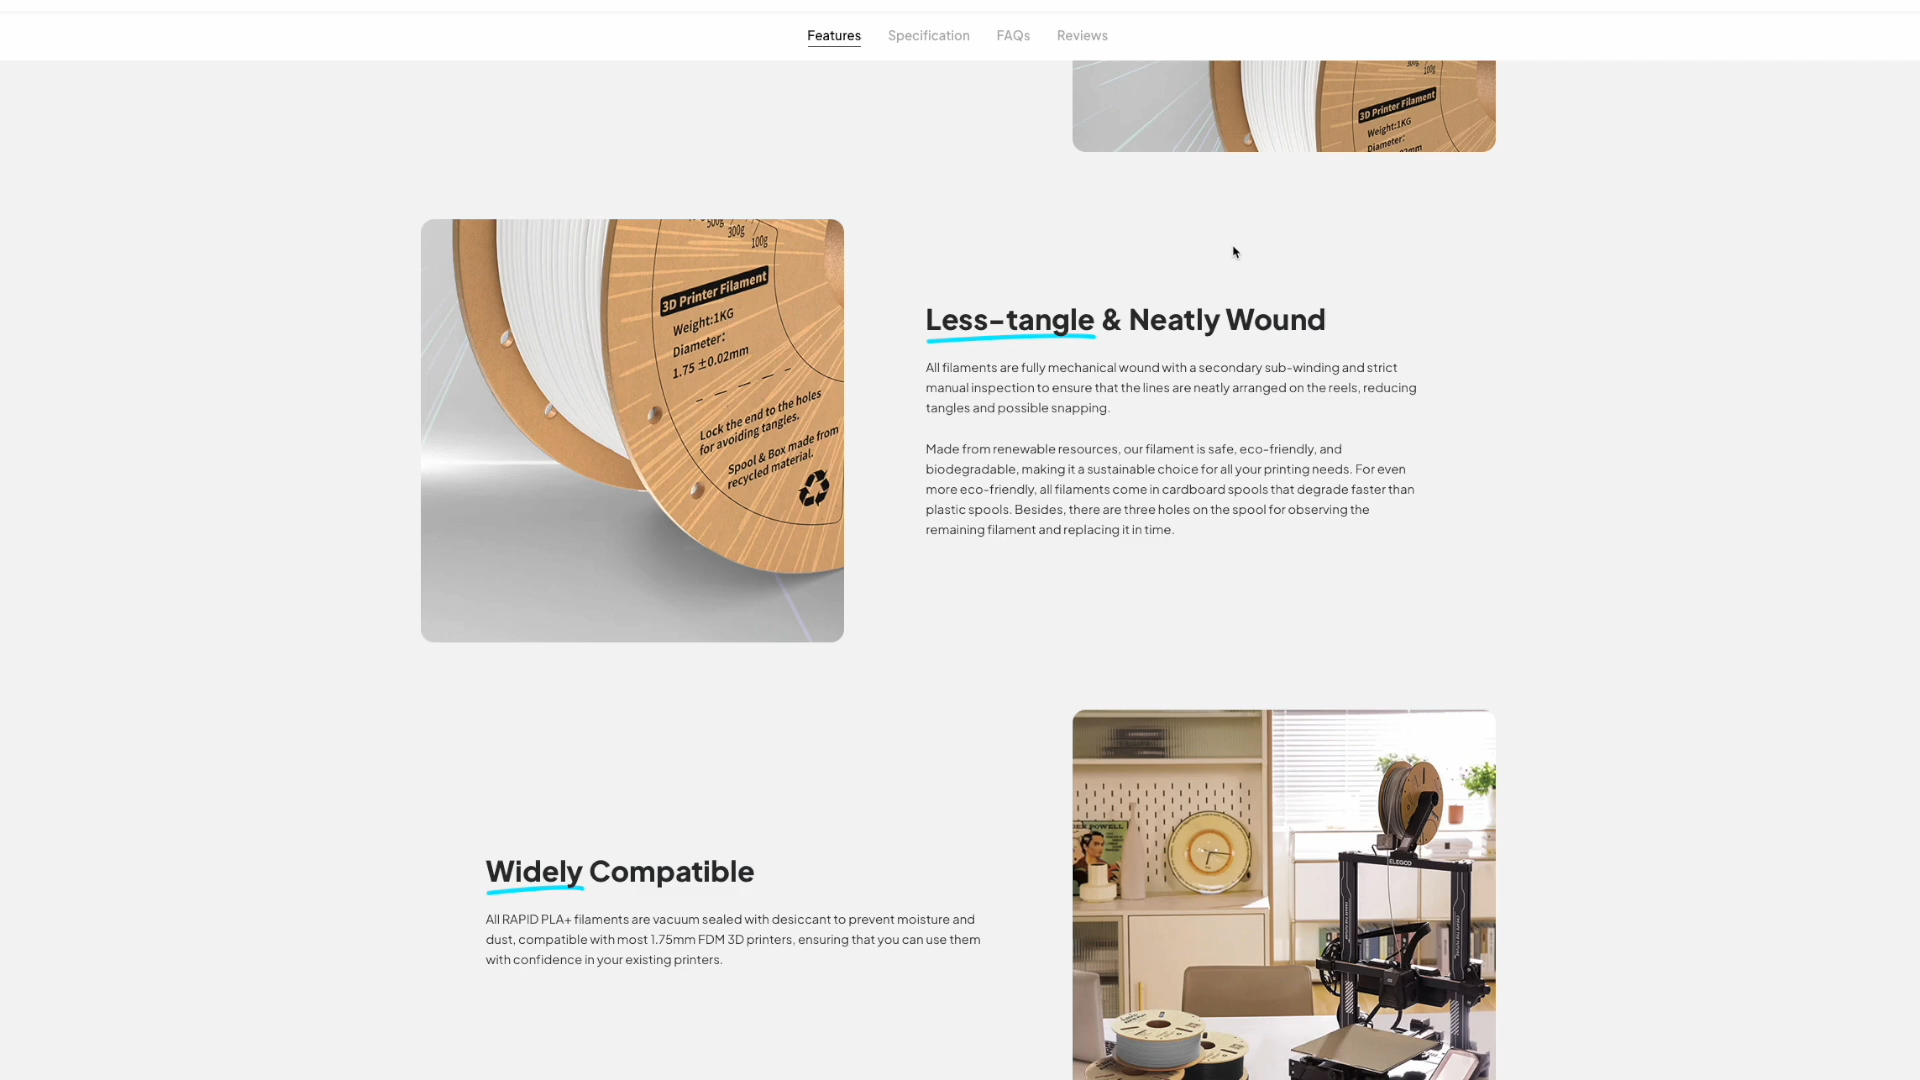 Features Specification FAQs Reviews
300g
100g
3D Printer Filament
Weight:1KG
Diameter:
500g
300g
100g
3D Printer Filament
Weight:1KG
Diameter:
1.75 ±0.02mm
Lock the end to the holes
for avoiding tangles.
Spool & Box made from
recycled material.
Less-tangle & Neatly Wound
All filaments are fully mechanical wound with a secondary sub-winding and strict
manual inspection to ensure that the lines are neatly arranged on the reels, reducing
tangles and possible snapping.
Made from renewable resources, our filament is safe, eco-friendly, and
biodegradable, making it a sustainable choice for all your printing needs. For even
more eco-friendly, all filaments come in cardboard spools that degrade faster than
plastic spools. Besides, there are three holes on the spool for observing the
remaining filament and replacing it in time.
Widely Compatible
All RAPID PLA+ filaments are vacuum sealed with desiccant to prevent moisture and
dust, compatible with most 1.75mm FDM 3D printers, ensuring that you can use them
with confidence in your existing printers.
POWELL
ELEGOO